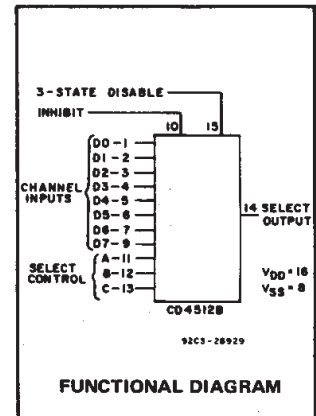 3-STATE DISABLE
INHIBIT
10 15
D0-1
D1-2
D2-3
D3-4
D4-5
D5-6
D6-7
D7-9
CHANNEL
INPUTS
A-11
B-12
C-13
SELECT
CONTROL
14 SELECT
OUTPUT
VDD=16
VSS=8
CD4512B
92CS-28929
FUNCTIONAL DIAGRAM